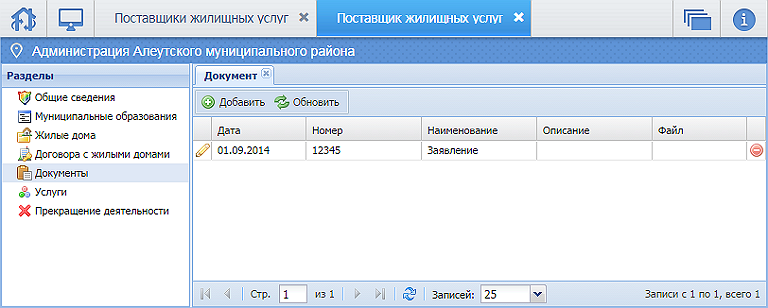 Поставщики жилищных услуг
Поставщик жилищных услуг
Администрация Алеутского муниципального района
Разделы
Общие сведения
Муниципальные образования
Жилые дома
Договора с жилыми домами
Документы
Услуги
Прекращение деятельности
Документ
Добавить Обновить
Дата Номер Наименование Описание Файл
01.09.2014 12345 Заявление
Стр. 1 из 1 Записей: 25 Записи с 1 по 1, всего 1